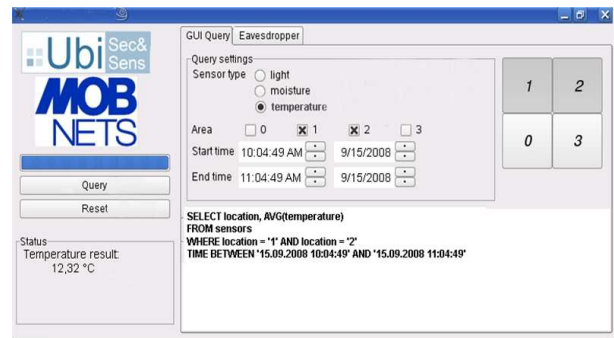 Ubi Sec&
Sens
MOB
NETS
Query
Reset
Status
Temperature result:
12,32 °C
GUI Query Eavesdropper
Query settings
Sensor type light
moisture
temperature
Area 0 1 2 3
Start time 10:04:49 AM 9/15/2008
End time 11:04:49 AM 9/15/2008
1 2
0 3
SELECT location, AVG(temperature)
FROM sensors
WHERE location = '1' AND location = '2'
TIME BETWEEN '15.09.2008 10:04:49' AND '15.09.2008 11:04:49'